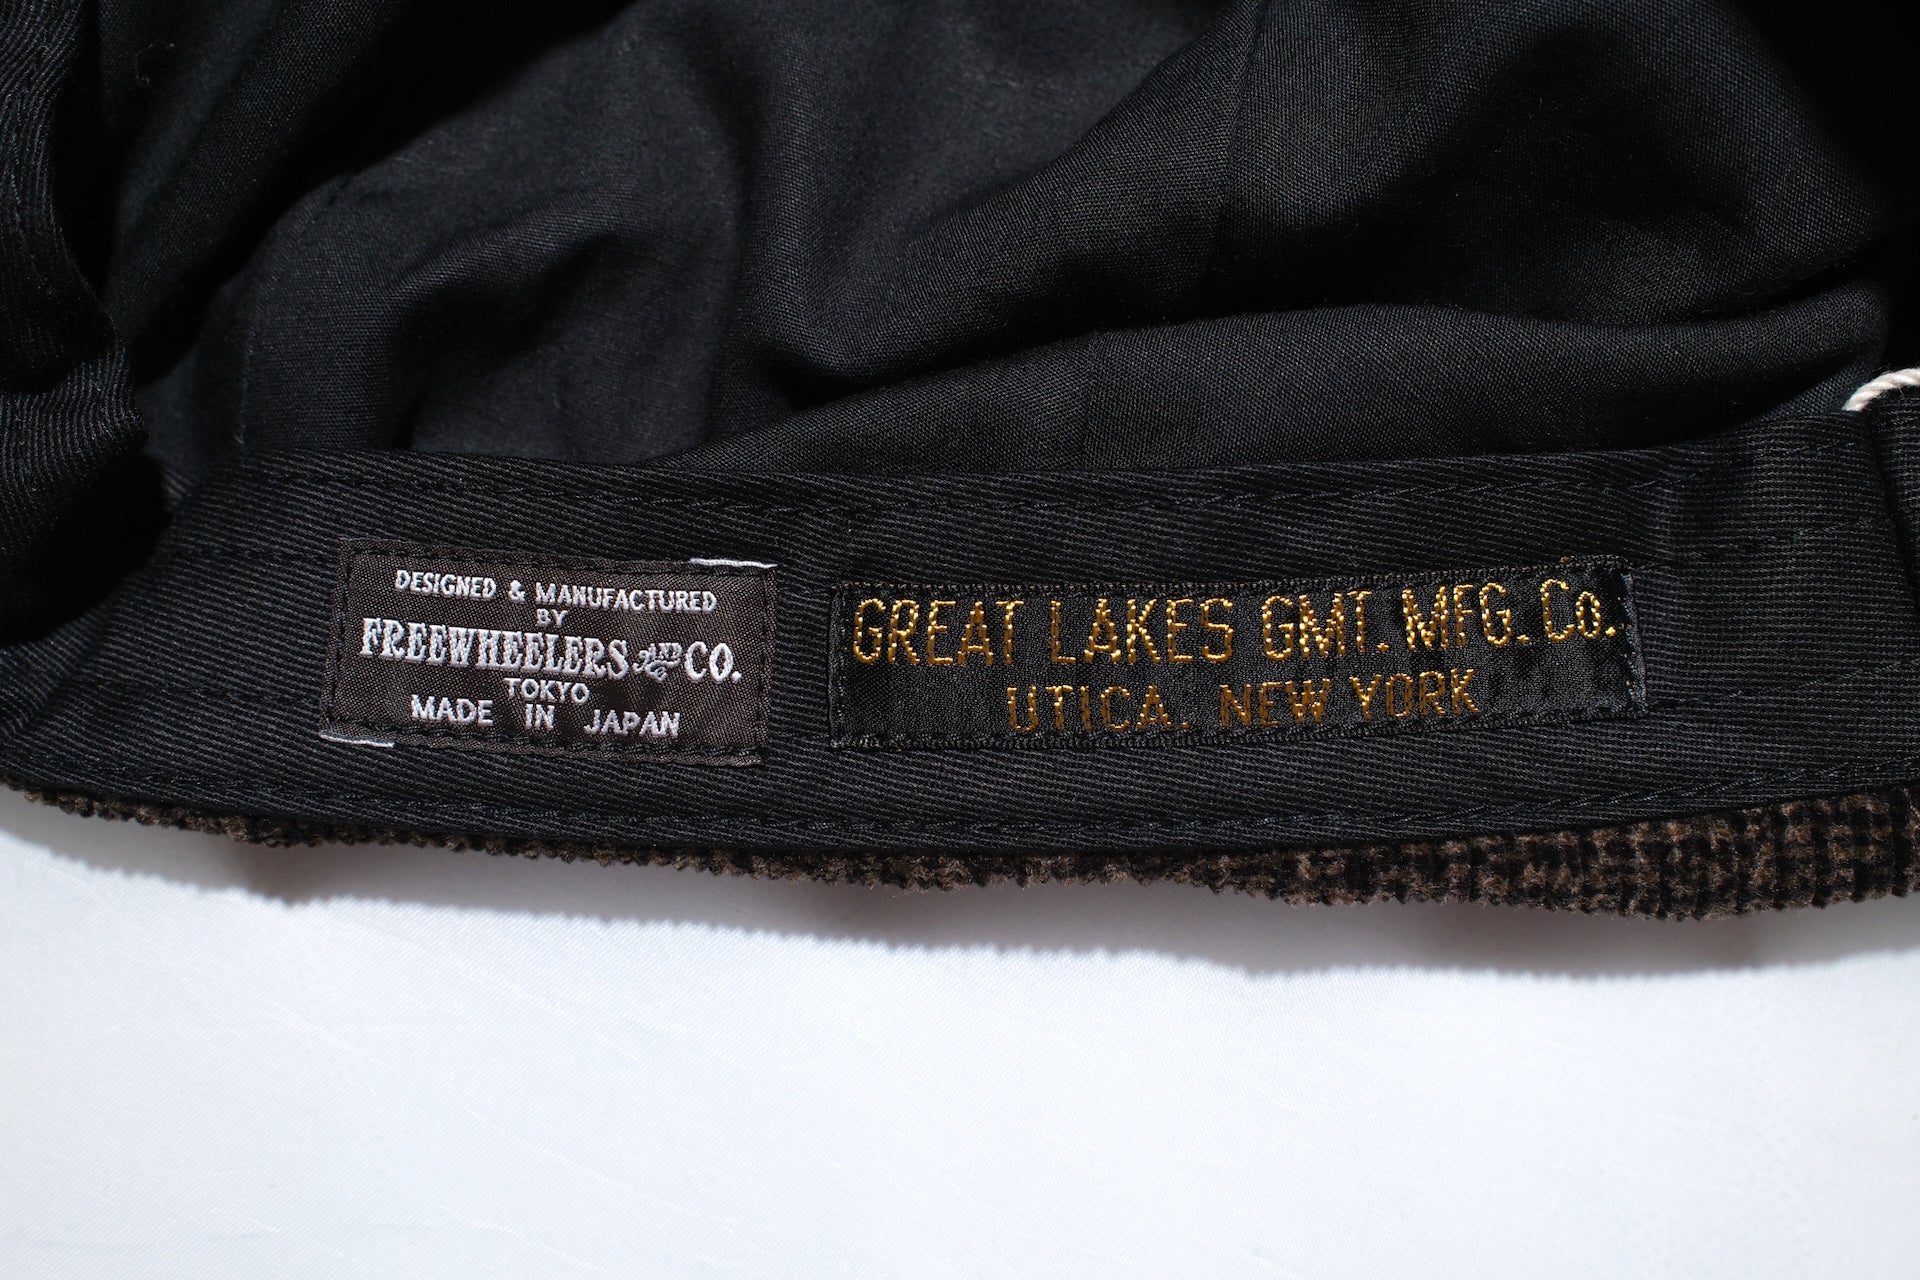 DESIGNED & MANUFACTURED
BY
FREEWHEELERS AND CO.
TOKYO
MADE IN JAPAN
GREAT LAKES GMT. MFG. Co.
UTICA. NEW YORK